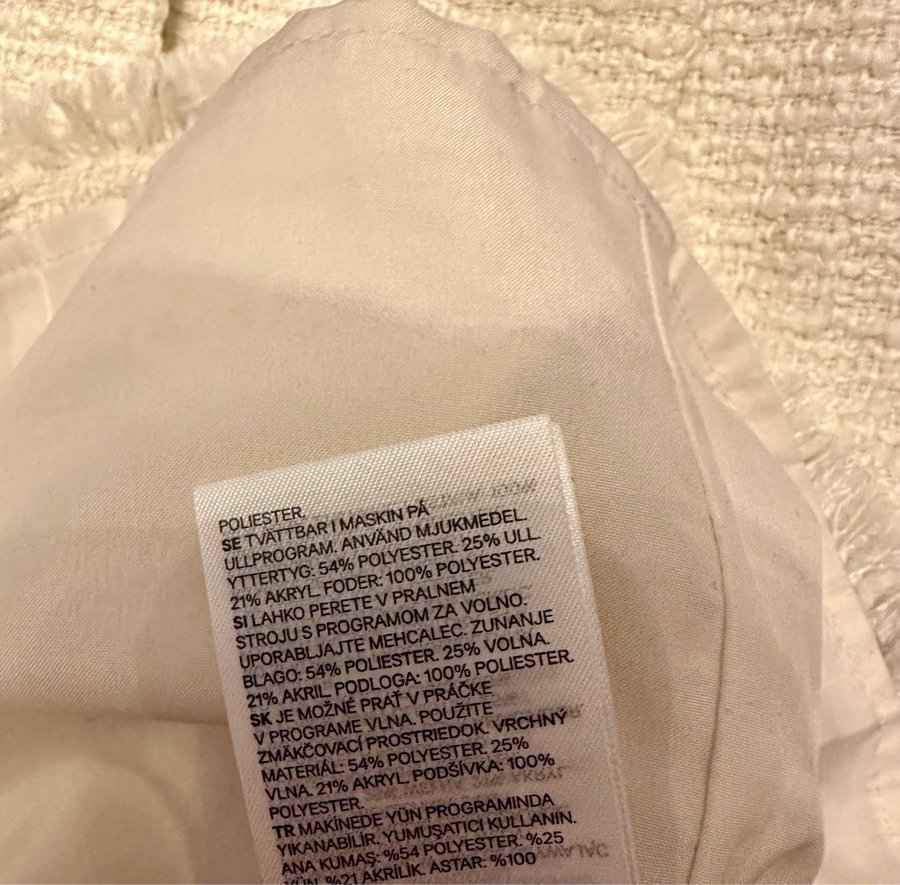 POLIESTER.
SE TVÄTTBAR I MASKIN PÅ
ULLPROGRAM. ANVÄND MJUKMEDEL.
YTTERTYG: 54% POLYESTER. 25% ULL.
21% AKRYL. FODER: 100% POLYESTER.
SI LAHKO PERETE V PRALNEM
STROJU S PROGRAMOM ZA VOLNO.
UPORABLJAJTE MEHCALEC. ZUNANJE
BLAGO: 54% POLIESTER. 25% VOLNA.
21% AKRIL. PODLOGA: 100% POLIESTER.
SK JE MOŽNÉ PRAŤ V PRÁČKE
V PROGRAME VLNA. POUŽITE
ZMÄKČOVACÍ PROSTRIEDOK. VRCHNÝ
MATERIÁL: 54% POLYESTER. 25%
VLNA. 21% AKRYL. PODŠÍVKA: 100%
POLYESTER.
TR MAKİNEDE YÜN PROGRAMINDA
YIKANABİLİR. YUMUŞATICI KULLANIN.
ANA KUMAŞ: %54 POLYESTER. %25
YÜN. %21 AKRİLİK. ASTAR: %100